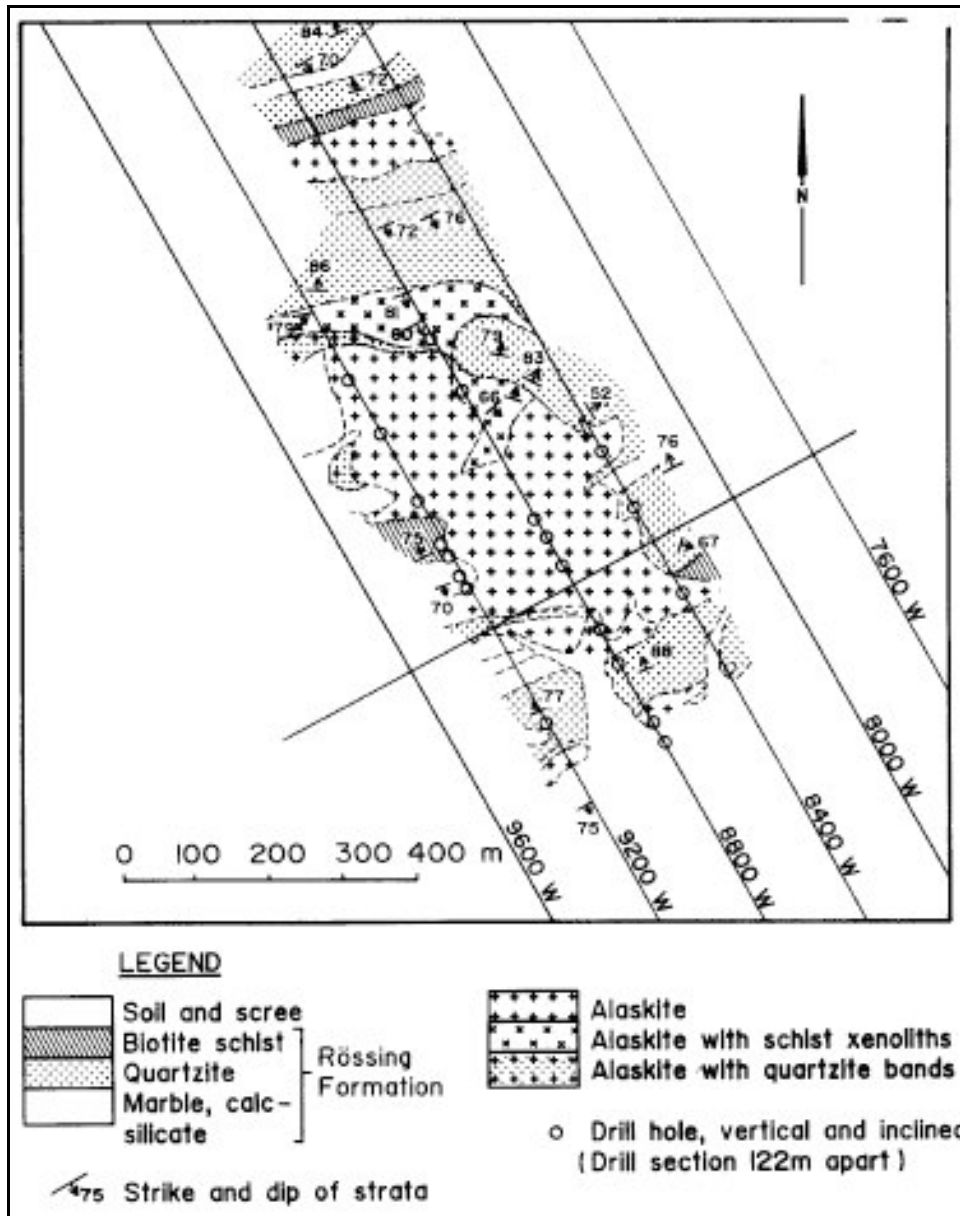 84
70
72
72
76
86
79
81
80
79
83
66
52
76
75
67
70
88
77
75
N
7600 W
8000 W
8400 W
8800 W
9200 W
9600 W
0 100 200 300 400 m
LEGEND
Soil and scree
Biotite schist
Quartzite
Marble, calc-
silicate
Rössing
Formation
75 Strike and dip of strata
Alaskite
Alaskite with schist xenoliths
Alaskite with quartzite bands
Drill hole, vertical and inclined
(Drill section 122m apart)